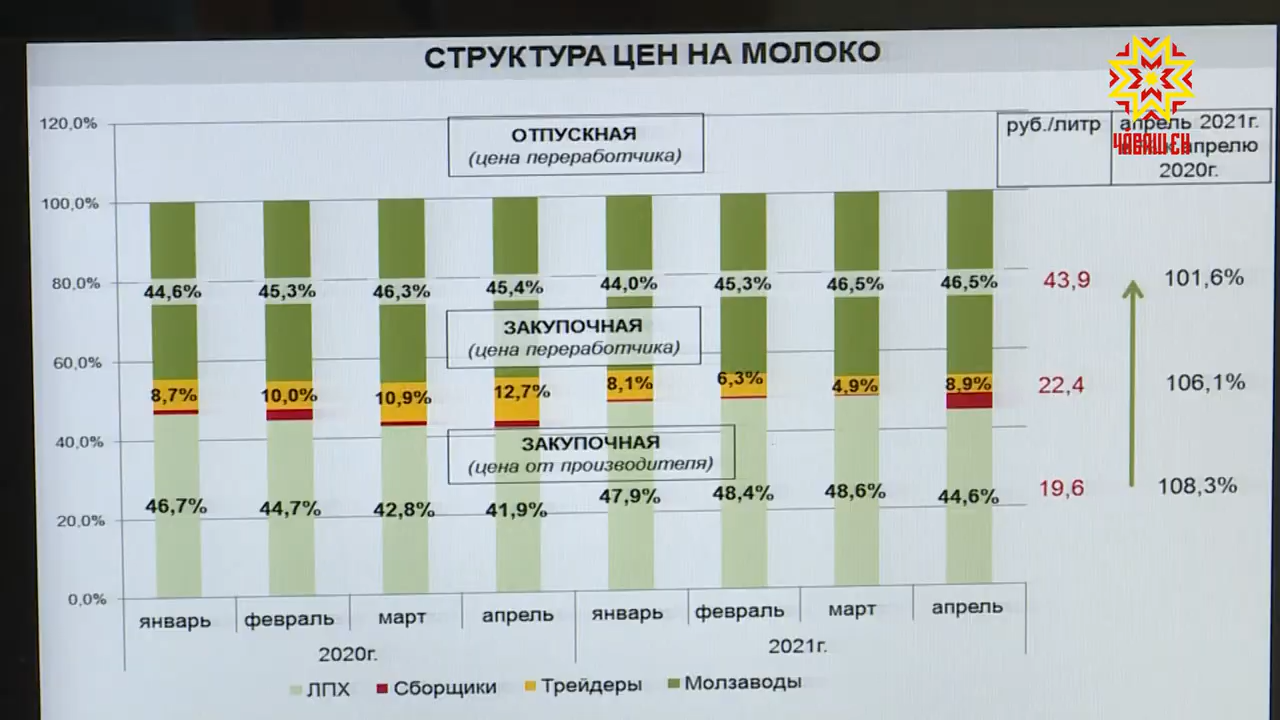 СТРУКТУРА ЦЕН НА МОЛОКО
ЧӐВАШ ЕН
120,0%
100,0%
80,0%
60,0%
40,0%
20,0%
0,0%
ОТПУСКНАЯ
(цена переработчика)
руб./литр
апрель 2021г.
апрелю
2020г.
44,6% 45,3% 46,3% 45,4% 44,0% 45,3% 46,5% 46,5% 43,9 101,6%
ЗАКУПОЧНАЯ
(цена переработчика)
8,7% 10,0% 10,9% 12,7% 8,1% 6,3% 4,9% 8,9% 22,4 106,1%
ЗАКУПОЧНАЯ
(цена от производителя)
46,7% 44,7% 42,8% 41,9% 47,9% 48,4% 48,6% 44,6% 19,6 108,3%
январь февраль март апрель январь февраль март апрель
2020г. 2021г.
ЛПХ Сборщики Трейдеры Молзаводы